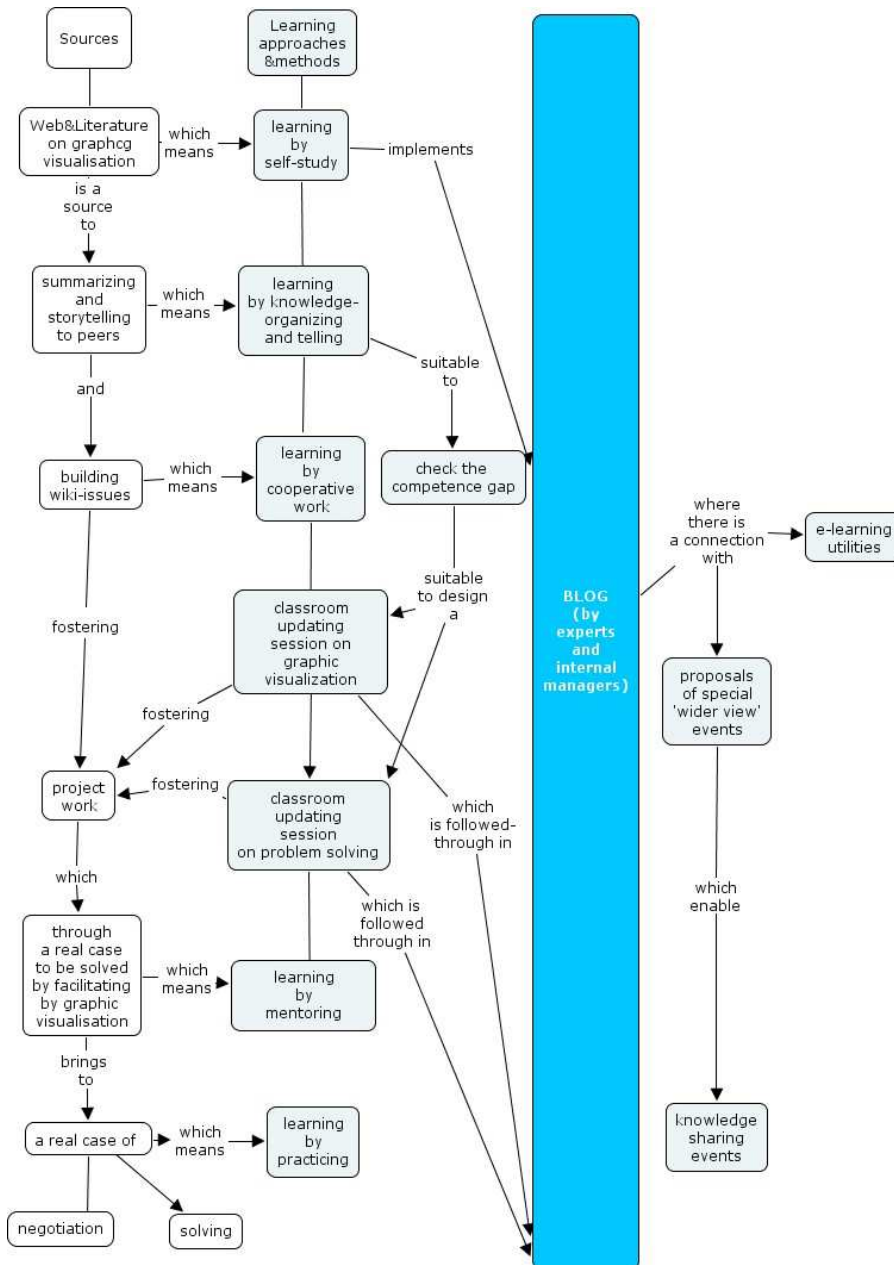 Sources
Learning
approaches
&methods
Web&Literature
on graphcg
visualisation
which
means
learning
by
self-study
implements
is a
source
to
summarizing
and
storytelling
to peers
which
means
learning
by knowledge-
organizing
and telling
suitable
to
and
building
wiki-issues
which
means
learning
by
cooperative
work
check the
competence gap
where
there is
a connection
with
e-learning
utilities
fostering
classroom
updating
session on
graphic
visualization
suitable
to design
a
BLOG
(by
experts
and
internal
managers)
proposals
of special
'wider view'
events
fostering
project
work
fostering
classroom
updating
session
on problem solving
which
is followed-
through in
which
which is
followed
through in
which
enable
through
a real case
to be solved
by facilitating
by graphic
visualisation
which
means
learning
by
mentoring
brings
to
a real case of
which
means
learning
by
practicing
knowledge
sharing
events
negotiation
solving